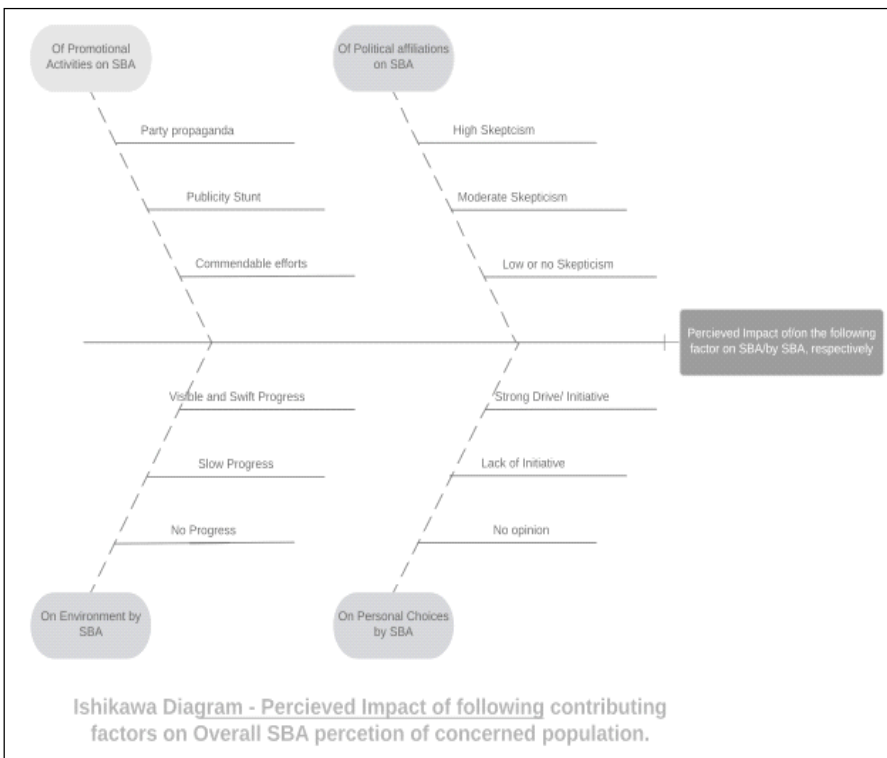 Of Promotional
Activities on SBA
Of Political affiliations
on SBA
Party propaganda
High Skeptcism
Publicity Stunt
Moderate Skepticism
Commendable efforts
Low or no Skepticism
Percieved Impact of/on the following
factor on SBA/by SBA, respectively
Visible and Swift Progress
Strong Drive/ Initiative
Slow Progress
Lack of Initiative
No Progress
No opinion
On Environment by
SBA
On Personal Choices
by SBA
Ishikawa Diagram - Percieved Impact of following contributing
factors on Overall SBA percetion of concerned population.